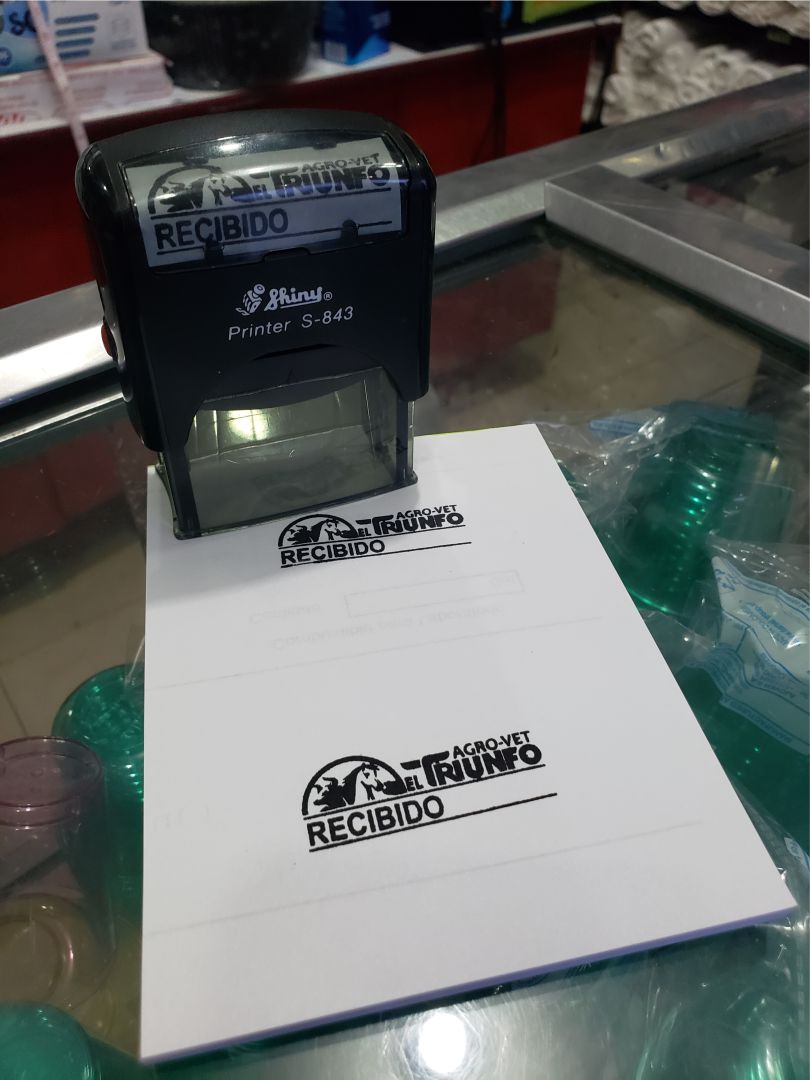 AGRO-VET
EL TRIUNFO
RECIBIDO
Shiny®
Printer S-843
AGRO-VET
EL TRIUNFO
RECIBIDO
AGRO-VET
EL TRIUNFO
RECIBIDO